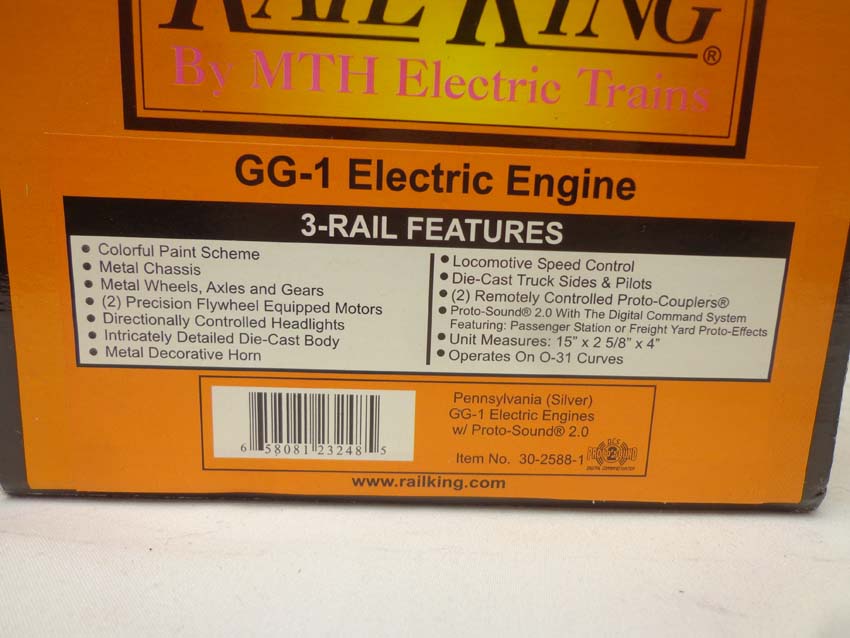 RAIL KING®
By MTH Electric Trains
GG-1 Electric Engine
3-RAIL FEATURES
• Colorful Paint Scheme
• Metal Chassis
• Metal Wheels, Axles and Gears
• (2) Precision Flywheel Equipped Motors
• Directionally Controlled Headlights
• Intricately Detailed Die-Cast Body
• Metal Decorative Horn
• Locomotive Speed Control
• Die-Cast Truck Sides & Pilots
• (2) Remotely Controlled Proto-Couplers®
• Proto-Sound® 2.0 With The Digital Command System
Featuring: Passenger Station or Freight Yard Proto-Effects
• Unit Measures: 15” x 2 5/8” x 4”
• Operates On O-31 Curves
6 58081 23248 5
Pennsylvania (Silver)
GG-1 Electric Engines
w/ Proto-Sound® 2.0
Item No. 30-2588-1
DCS
PROTO SOUND
2
www.railking.com